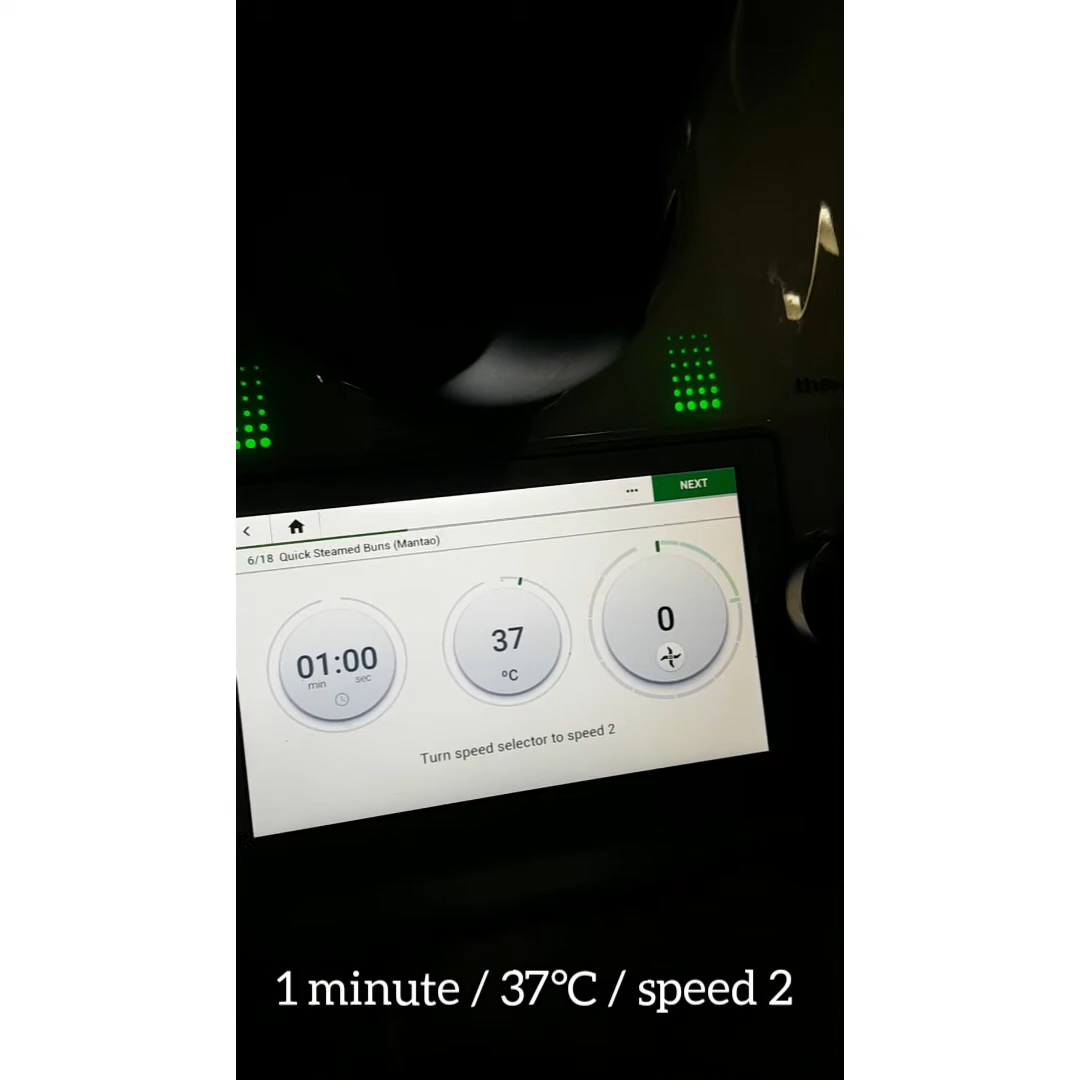 NEXT
6/18 Quick Steamed Buns (Mantao)
01:00
min sec
37
°C
0
Turn speed selector to speed 2
1 minute / 37°C / speed 2